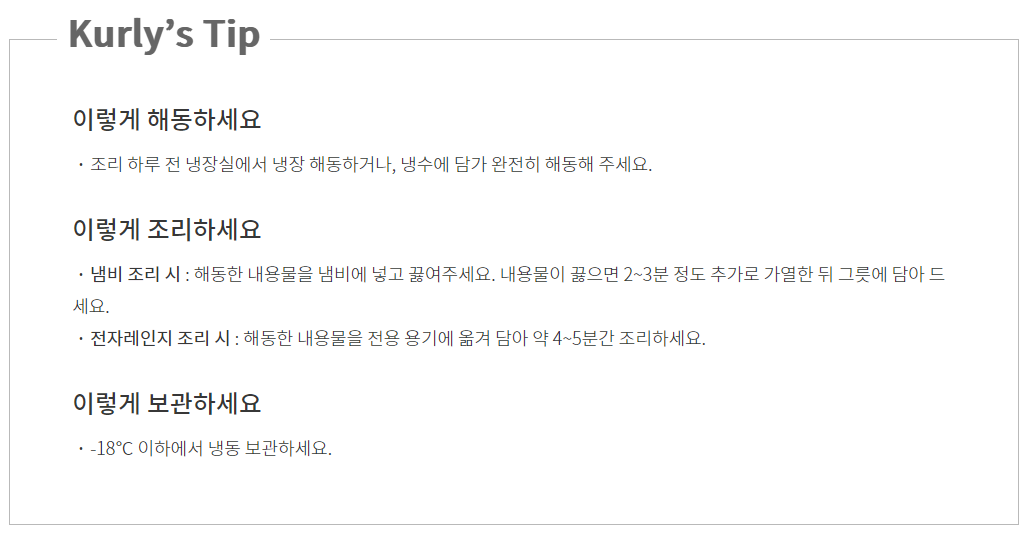 Kurly’s Tip
이렇게 해동하세요
· 조리 하루 전 냉장실에서 냉장 해동하거나, 냉수에 담가 완전히 해동해 주세요.
이렇게 조리하세요
· 냄비 조리 시 : 해동한 내용물을 냄비에 넣고 끓여주세요. 내용물이 끓으면 2~3분 정도 추가로 가열한 뒤 그릇에 담아 드
세요.
· 전자레인지 조리 시 : 해동한 내용물을 전용 용기에 옮겨 담아 약 4~5분간 조리하세요.
이렇게 보관하세요
· -18℃ 이하에서 냉동 보관하세요.